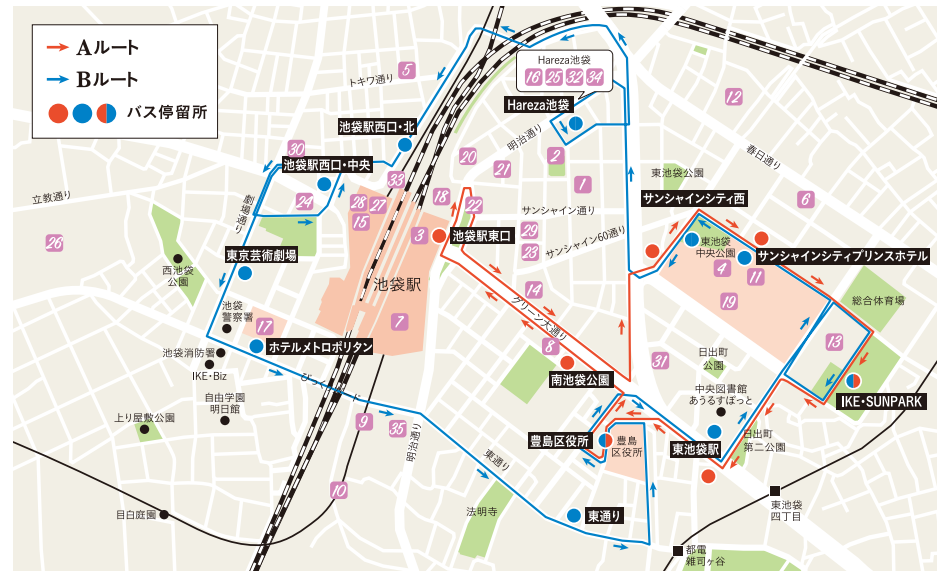 Aルート
Bルート
バス停留所
トキワ通り
5
Hareza池袋
16 25 32 34
Hareza池袋
12
池袋駅西口・北
明治通り
2
春日通り
30
池袋駅西口・中央
20
21
33
1
東池袋公園
6
立教通り
劇場通り
24
28 27
15
18
22
サンシャインシティ西
サンシャイン通り
26
3
池袋駅東口
29
23
サンシャイン60通り
東池袋
中央公園
サンシャインシティプリンスホテル
東京芸術劇場
西池袋
公園
池袋駅
4
11
14
19
総合体育場
池袋
警察署
17
7
グリーン大通り
ホテルメトロポリタン
池袋消防署
IKE・Biz
8
31
日出町
公園
13
びっくりガード
南池袋公園
自由学園
明日館
中央図書館
あうるすぽっと
IKE・SUNPARK
上り屋敷公園
9
35
明治通り
豊島区役所
豊島
区役所
東池袋駅
日出町
第二公園
東通り
10
目白庭園
法明寺
東通り
東池袋
四丁目
都電
雑司ヶ谷